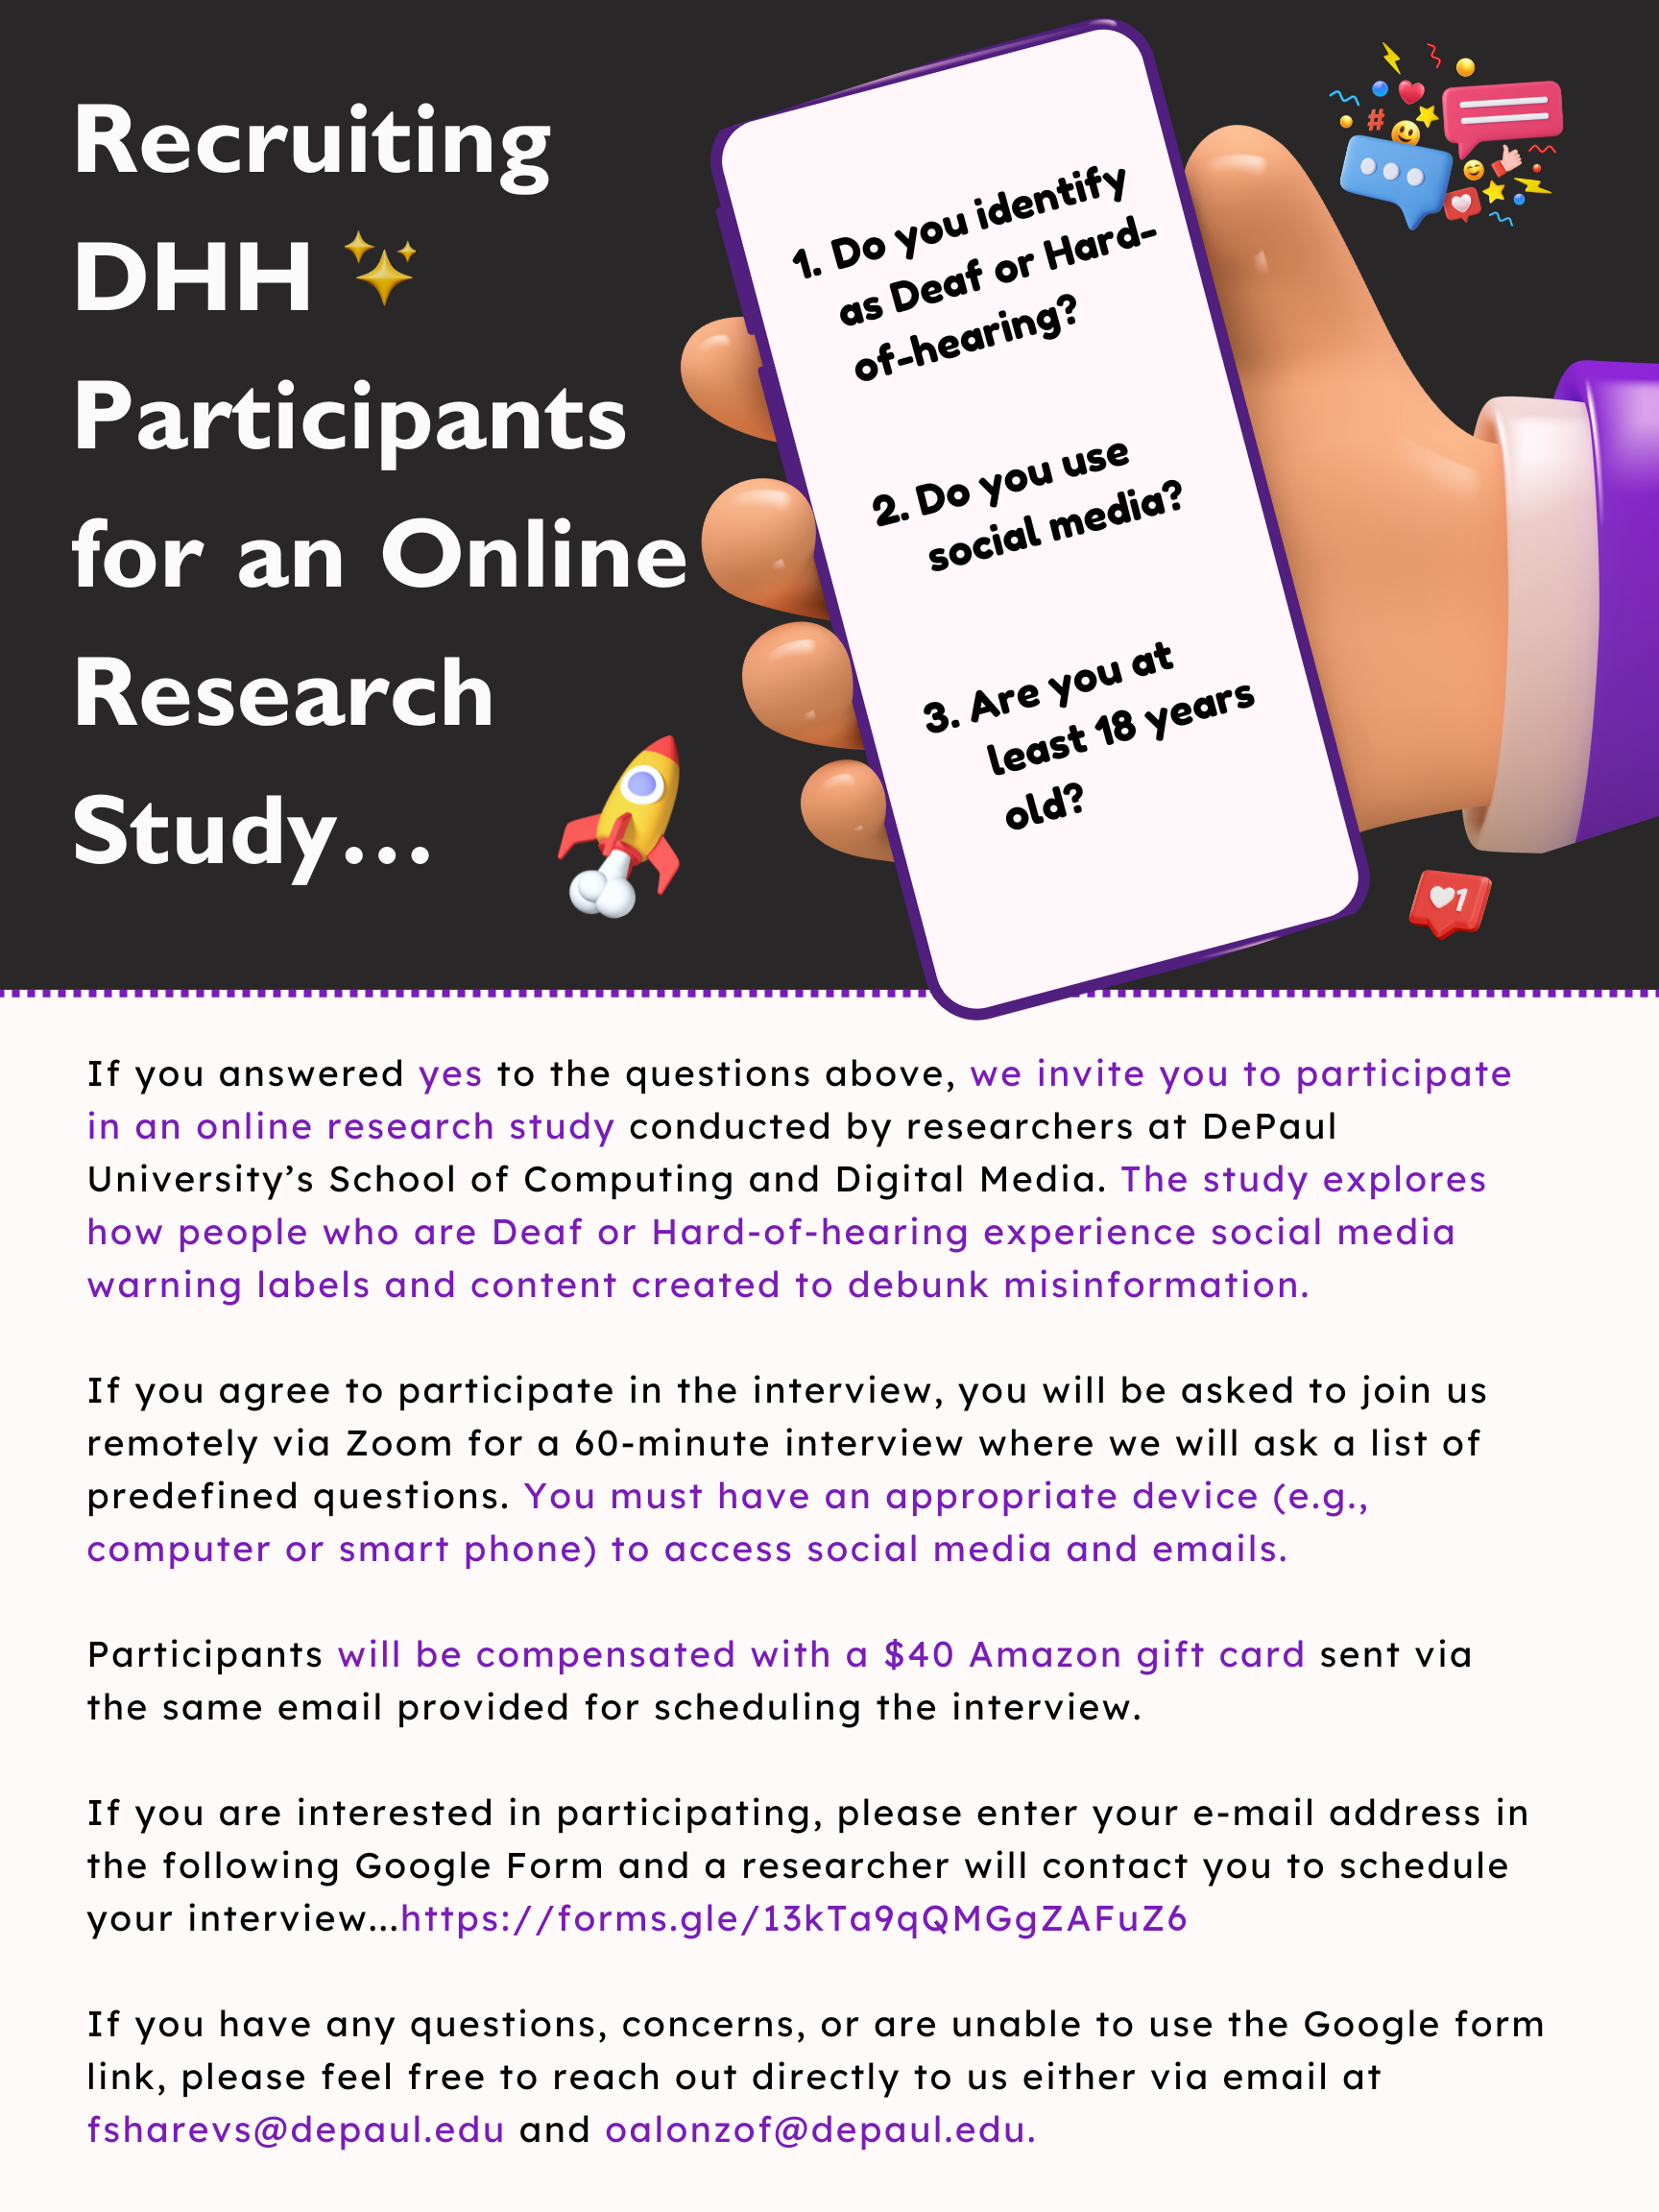 Recruiting
DHH
Participants
for an Online
Research
Study...
1. Do you identify
as Deaf or Hard-
of-hearing?
2. Do you use
social media?
3. Are you at
least 18 years
old?
#
1
If you answered yes to the questions above, we invite you to participate
in an online research study conducted by researchers at DePaul
University’s School of Computing and Digital Media. The study explores
how people who are Deaf or Hard-of-hearing experience social media
warning labels and content created to debunk misinformation.
If you agree to participate in the interview, you will be asked to join us
remotely via Zoom for a 60-minute interview where we will ask a list of
predefined questions. You must have an appropriate device (e.g.,
computer or smart phone) to access social media and emails.
Participants will be compensated with a $40 Amazon gift card sent via
the same email provided for scheduling the interview.
If you are interested in participating, please enter your e-mail address in
the following Google Form and a researcher will contact you to schedule
your interview...https://forms.gle/13kTa9qQMGgZAFuZ6
If you have any questions, concerns, or are unable to use the Google form
link, please feel free to reach out directly to us either via email at
fsharevs@depaul.edu and oalonzof@depaul.edu.